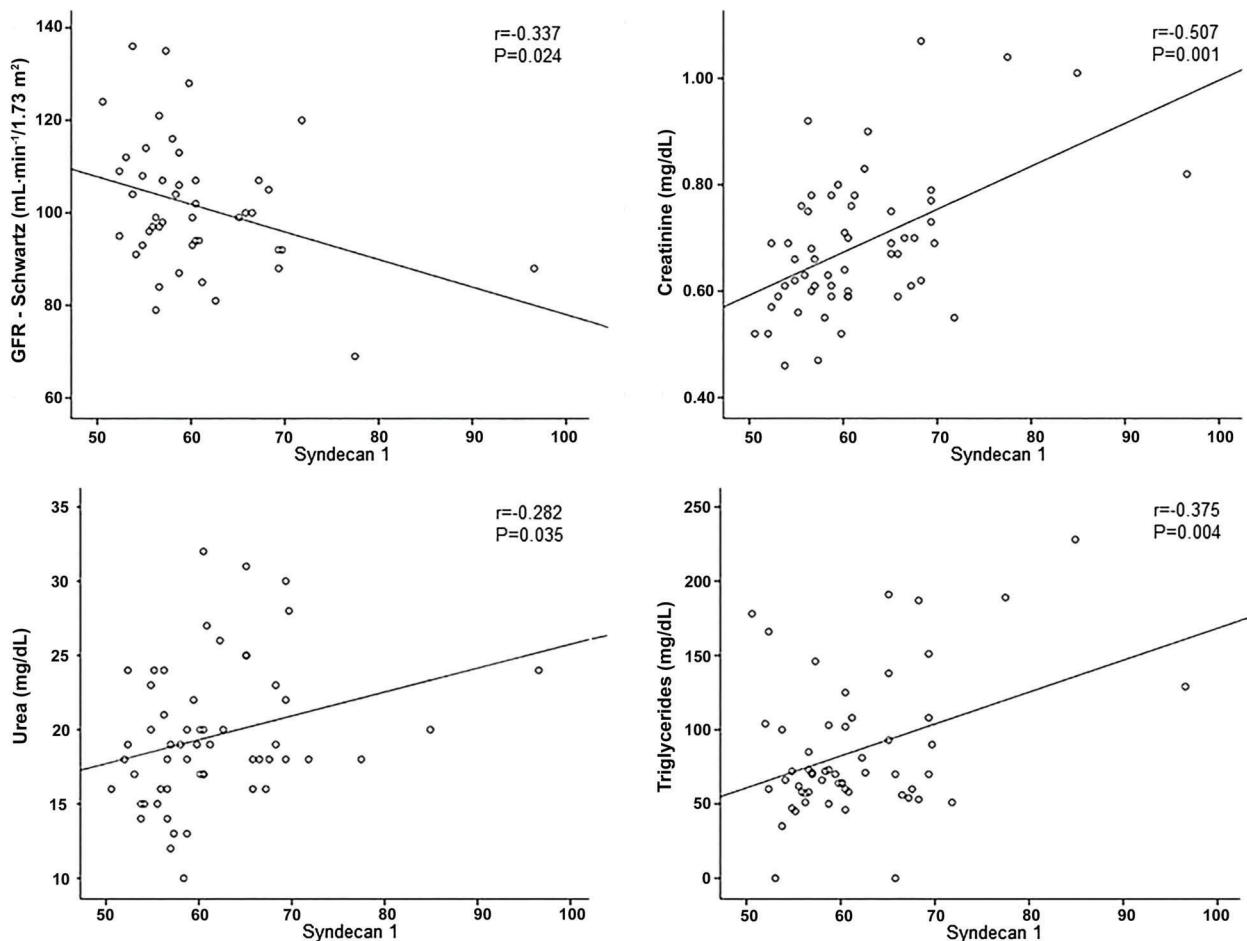 140
120
100
80
60
GFR - Schwartz (mL·min⁻¹/1.73 m²)
r=-0.337
P=0.024
50 60 70 80 90 100
Syndecan 1
1.00
0.80
0.60
0.40
Creatinine (mg/dL)
r=-0.507
P=0.001
50 60 70 80 90 100
Syndecan 1
35
30
25
20
15
10
Urea (mg/dL)
r=-0.282
P=0.035
50 60 70 80 90 100
Syndecan 1
250
200
150
100
50
0
Triglycerides (mg/dL)
r=-0.375
P=0.004
50 60 70 80 90 100
Syndecan 1